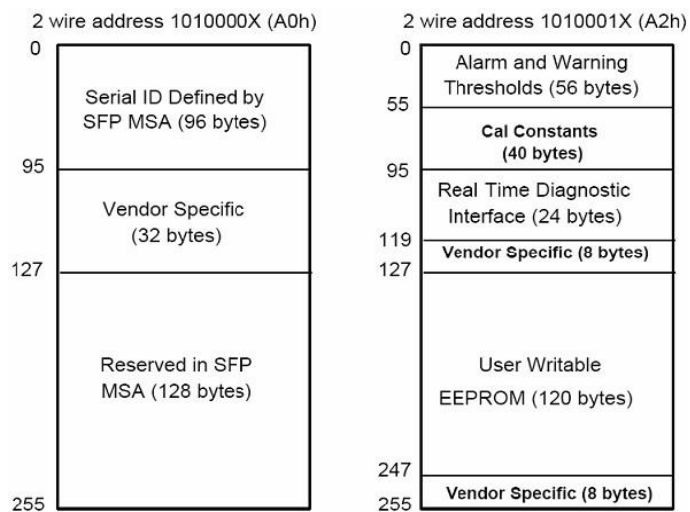 2 wire address 1010000X (A0h)
0
Serial ID Defined by
SFP MSA (96 bytes)
95
Vendor Specific
(32 bytes)
127
Reserved in SFP
MSA (128 bytes)
255
2 wire address 1010001X (A2h)
0
Alarm and Warning
Thresholds (56 bytes)
55
Cal Constants
(40 bytes)
95
Real Time Diagnostic
Interface (24 bytes)
119
Vendor Specific (8 bytes)
127
User Writable
EEPROM (120 bytes)
247
Vendor Specific (8 bytes)
255